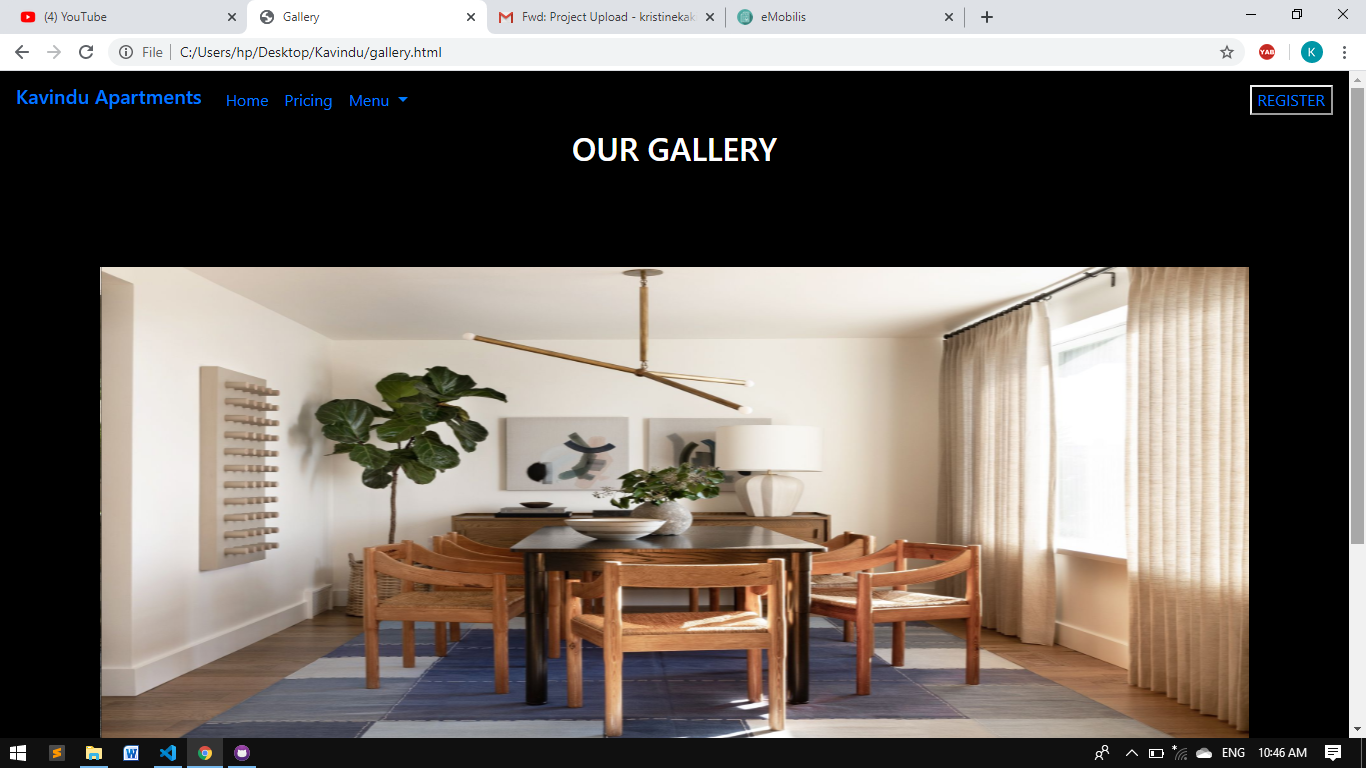 (4) YouTube
Gallery
Fwd: Project Upload - kristinekak
eMobilis
File
C:/Users/hp/Desktop/Kavindu/gallery.html
YAB
K
Kavindu Apartments Home Pricing Menu
REGISTER
OUR GALLERY
ENG
10:46 AM